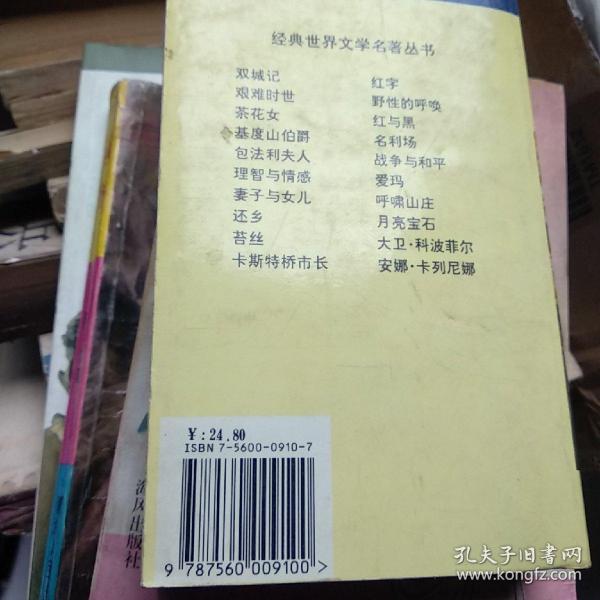 经典世界文学名著丛书
双城记
艰难时世
茶花女
基度山伯爵
包法利夫人
理智与情感
妻子与女儿
还乡
苔丝
卡斯特桥市长
红字
野性的呼唤
红与黑
名利场
战争与和平
爱玛
呼啸山庄
月亮宝石
大卫·科波菲尔
安娜·卡列尼娜
¥:24.80
ISBN 7-5600-0910-7
9 787560 009100 >
风出版社
孔夫子旧书网
www.kongfz.com